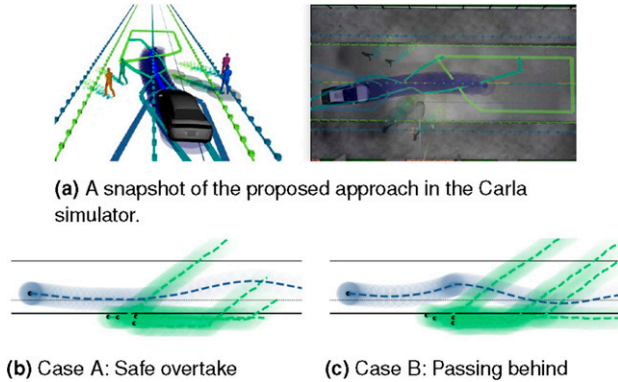 (a) A snapshot of the proposed approach in the Carla
simulator.
(b) Case A: Safe overtake
(c) Case B: Passing behind